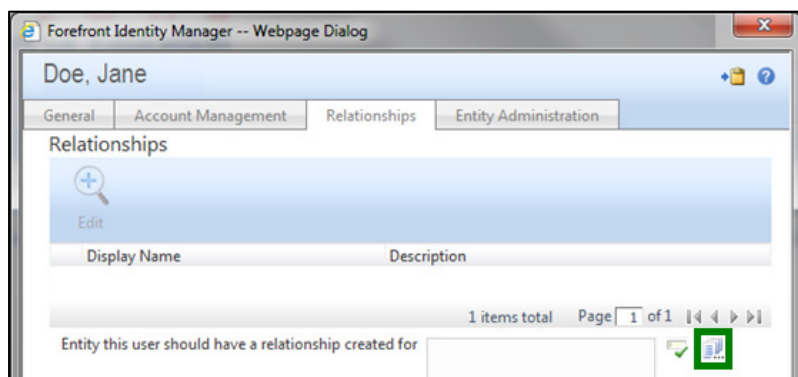 Forefront Identity Manager -- Webpage Dialog
Doe, Jane
General Account Management Relationships Entity Administration
Relationships
Edit
Display Name Description
1 items total Page 1 of 1
Entity this user should have a relationship created for